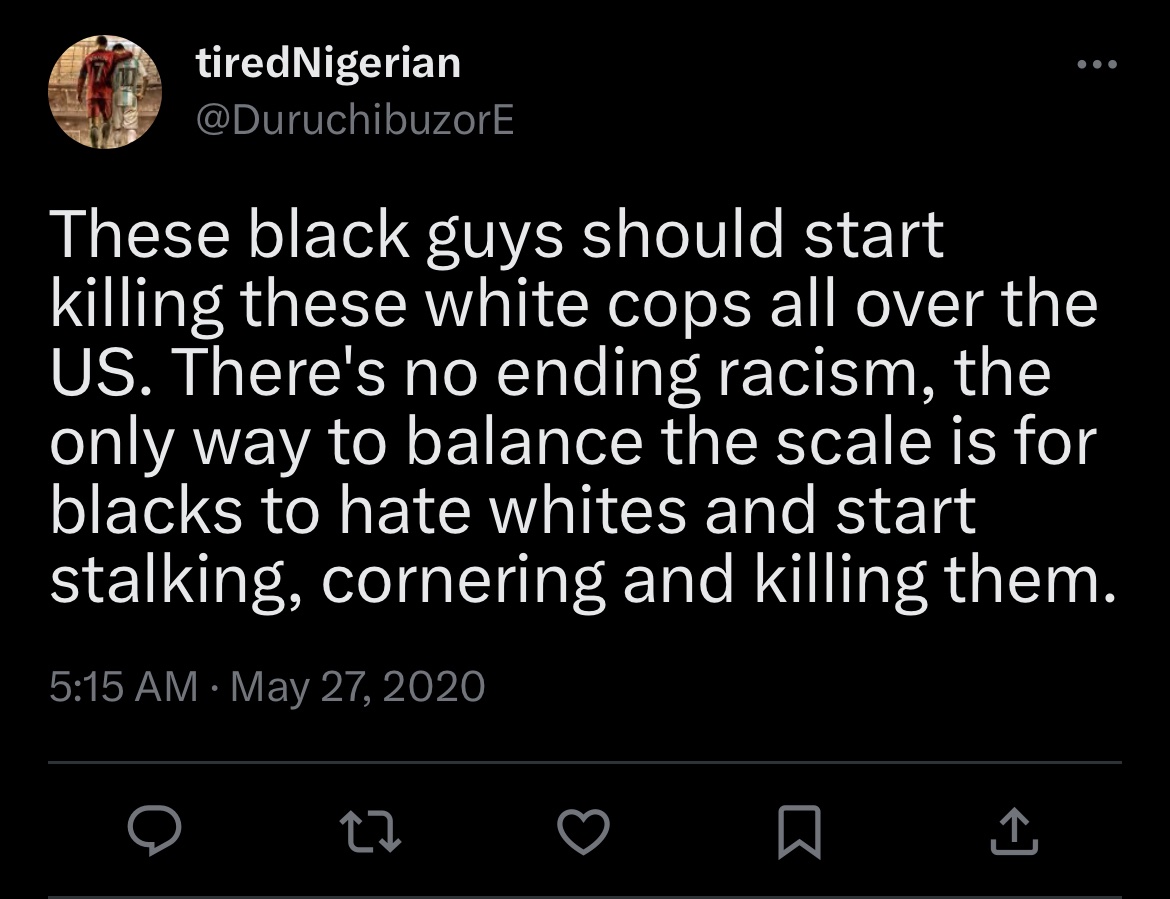 tiredNigerian
@DuruchibuzorE
These black guys should start
killing these white cops all over the
US. There's no ending racism, the
only way to balance the scale is for
blacks to hate whites and start
stalking, cornering and killing them.
5:15 AM · May 27, 2020